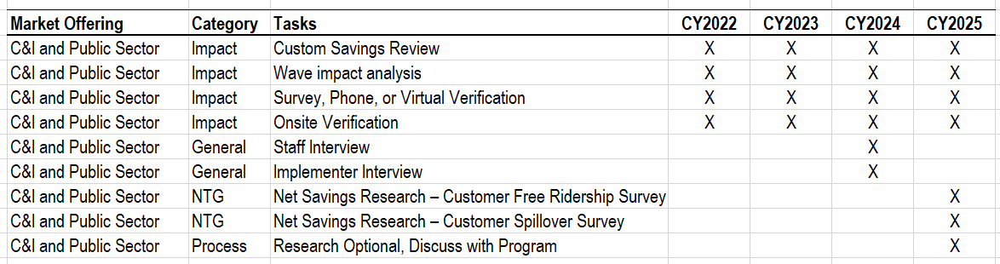 Market Offering Category Tasks CY2022 CY2023 CY2024 CY2025
C&I and Public Sector Impact Custom Savings Review X X X X
C&I and Public Sector Impact Wave impact analysis X X X X
C&I and Public Sector Impact Survey, Phone, or Virtual Verification X X X X
C&I and Public Sector Impact Onsite Verification X X X X
C&I and Public Sector General Staff Interview X
C&I and Public Sector General Implementer Interview X
C&I and Public Sector NTG Net Savings Research – Customer Free Ridership Survey X
C&I and Public Sector NTG Net Savings Research – Customer Spillover Survey X
C&I and Public Sector Process Research Optional, Discuss with Program X